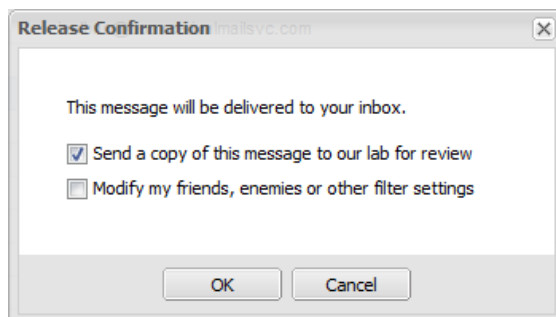 Release Confirmation
This message will be delivered to your inbox.
Send a copy of this message to our lab for review
Modify my friends, enemies or other filter settings
OK
Cancel